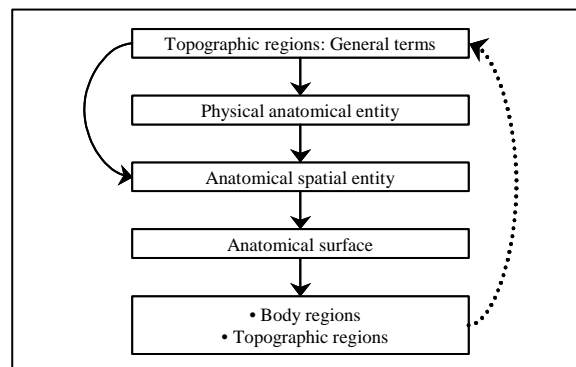 Topographic regions: General terms
Physical anatomical entity
Anatomical spatial entity
Anatomical surface
• Body regions
• Topographic regions